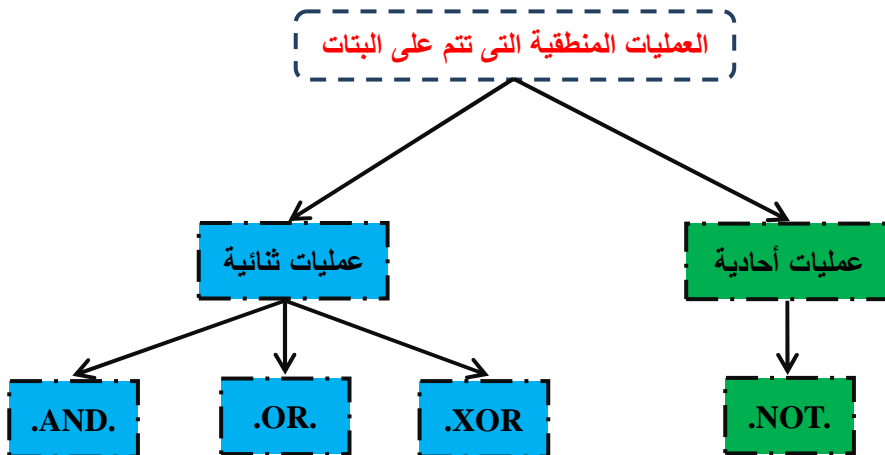 العمليات المنطقية التى تتم على البتات
عمليات أحادية
عمليات ثنائية
.NOT.
.XOR
.OR.
.AND.